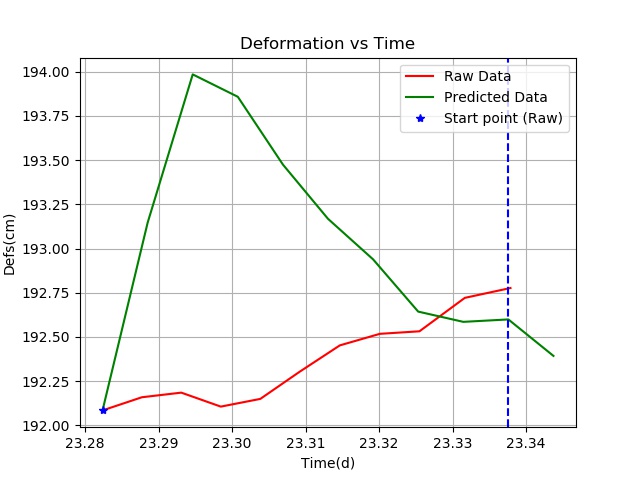 Deformation vs Time
Raw Data
Predicted Data
Start point (Raw)
Defs(cm)
194.00
193.75
193.50
193.25
193.00
192.75
192.50
192.25
192.00
23.28 23.29 23.30 23.31 23.32 23.33 23.34
Time(d)